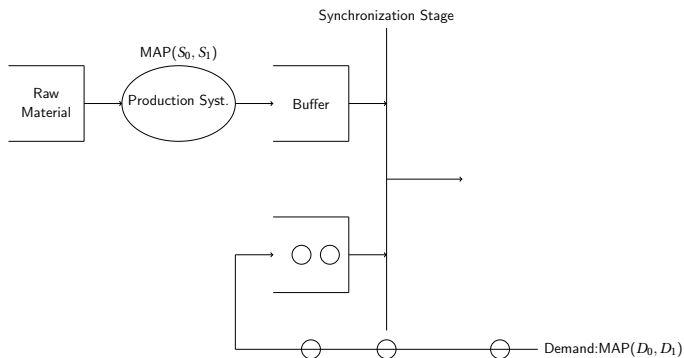 Synchronization Stage
MAP(S₀, S₁)
Raw
Material
Production Syst.
Buffer
Demand:MAP(D₀, D₁)